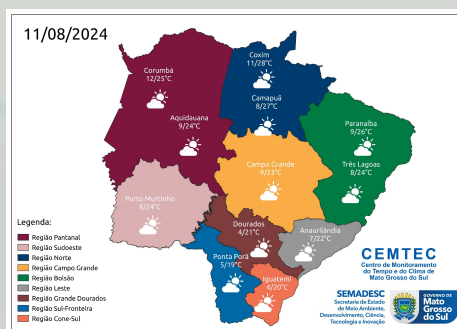 11/08/2024
Coxim
11/28°C
Corumbá
12/25°C
Camapuã
8/27°C
Aquidauana
9/24°C
Paranaíba
9/26°C
Campo Grande
9/23°C
Três Lagoas
8/24°C
Porto Murtinho
8/24°C
Dourados
4/21°C
Anaurilândia
7/22°C
Ponta Porã
5/19°C
Iguatemi
4/20°C
Legenda:
Região Pantanal
Região Sudoeste
Região Norte
Região Campo Grande
Região Bolsão
Região Leste
Região Grande Dourados
Região Sul-Fronteira
Região Cone-Sul
CEMTEC
Centro de Monitoramento
do Tempo e do Clima de
Mato Grosso do Sul
SEMADESC
Secretaria de Estado
de Meio Ambiente,
Desenvolvimento, Ciência,
Tecnologia e Inovação
GOVERNO DE
Mato
Grosso
do Sul